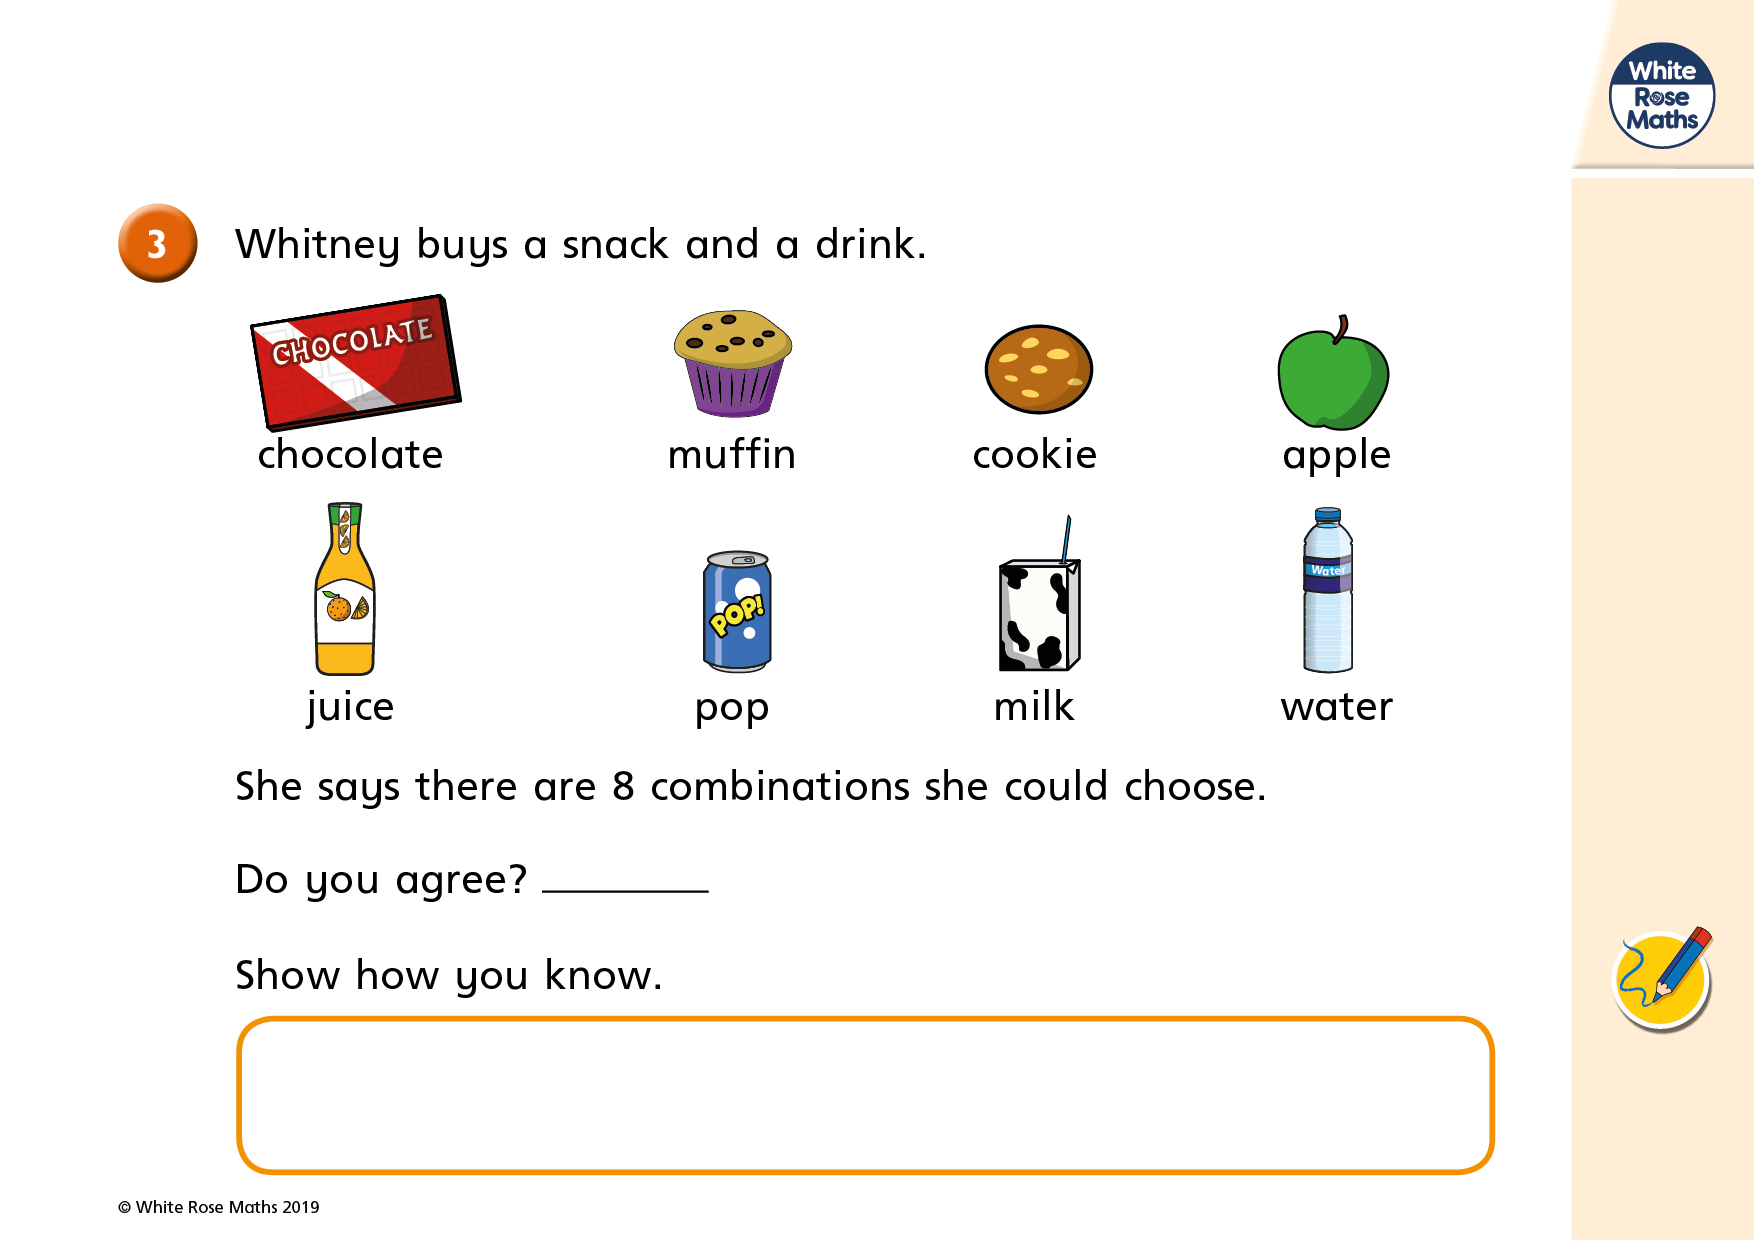 White
Rose
Maths
3 Whitney buys a snack and a drink.
CHOCOLATE
chocolate muffin cookie apple
POP!
Water
juice pop milk water
She says there are 8 combinations she could choose.
Do you agree?
Show how you know.
© White Rose Maths 2019